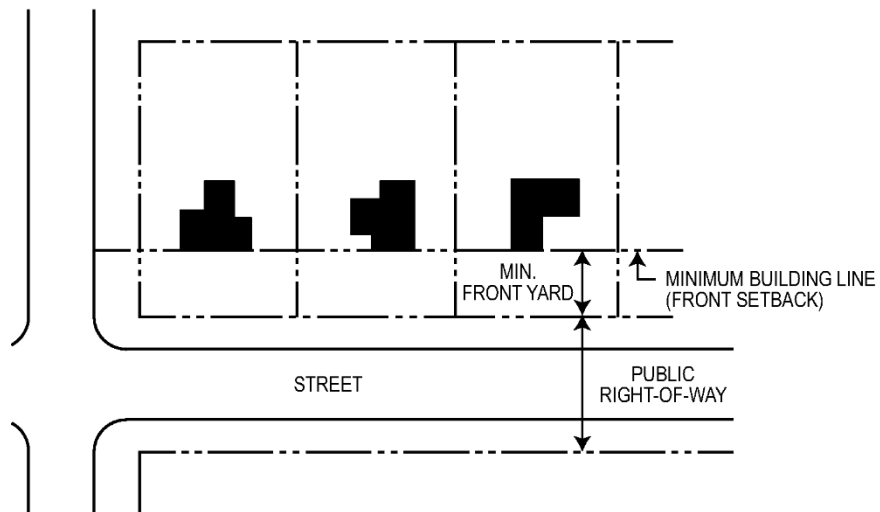 MIN.
FRONT YARD
MINIMUM BUILDING LINE
(FRONT SETBACK)
STREET
PUBLIC
RIGHT-OF-WAY